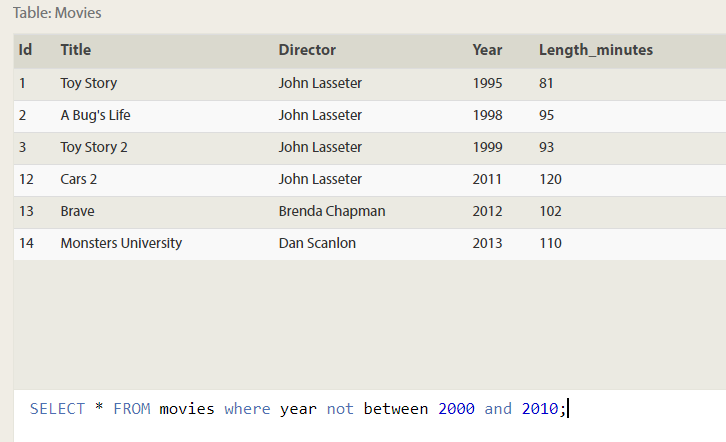 Table: Movies
Id Title Director Year Length_minutes
1 Toy Story John Lasseter 1995 81
2 A Bug's Life John Lasseter 1998 95
3 Toy Story 2 John Lasseter 1999 93
12 Cars 2 John Lasseter 2011 120
13 Brave Brenda Chapman 2012 102
14 Monsters University Dan Scanlon 2013 110
SELECT * FROM movies where year not between 2000 and 2010;